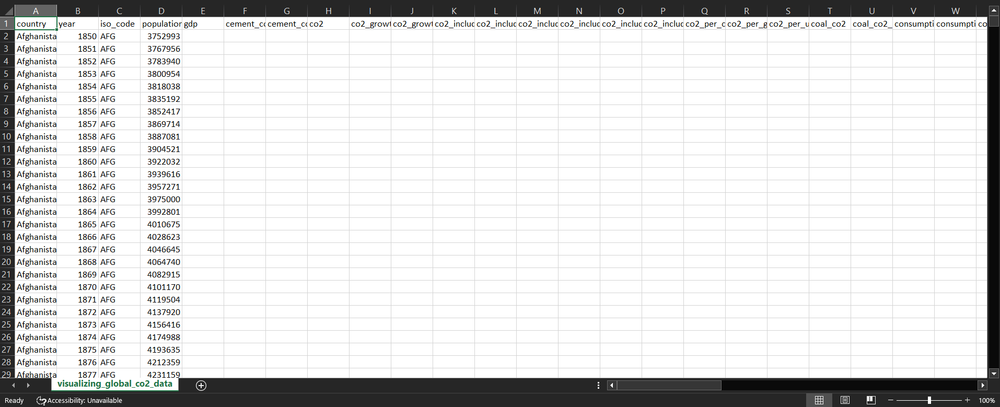 A B C D E F G H I J K L M N O P Q R S T U V W
1 country year iso_code population gdp cement_cc cement_cc co2 co2_growt co2_growt co2_includ co2_includ co2_includ co2_includ co2_includ co2_includ co2_per_c co2_per_g co2_per_u coal_co2 coal_co2_ consumpti consumpti co
2 Afghanista 1850 AFG 3752993
3 Afghanista 1851 AFG 3767956
4 Afghanista 1852 AFG 3783940
5 Afghanista 1853 AFG 3800954
6 Afghanista 1854 AFG 3818038
7 Afghanista 1855 AFG 3835192
8 Afghanista 1856 AFG 3852417
9 Afghanista 1857 AFG 3869714
10 Afghanista 1858 AFG 3887081
11 Afghanista 1859 AFG 3904521
12 Afghanista 1860 AFG 3922032
13 Afghanista 1861 AFG 3939616
14 Afghanista 1862 AFG 3957271
15 Afghanista 1863 AFG 3975000
16 Afghanista 1864 AFG 3992801
17 Afghanista 1865 AFG 4010675
18 Afghanista 1866 AFG 4028623
19 Afghanista 1867 AFG 4046645
20 Afghanista 1868 AFG 4064740
21 Afghanista 1869 AFG 4082915
22 Afghanista 1870 AFG 4101170
23 Afghanista 1871 AFG 4119504
24 Afghanista 1872 AFG 4137920
25 Afghanista 1873 AFG 4156416
26 Afghanista 1874 AFG 4174988
27 Afghanista 1875 AFG 4193635
28 Afghanista 1876 AFG 4212359
29 Afghanista 1877 AFG 4231159
visualizing_global_co2_data
Ready Accessibility: Unavailable 100%